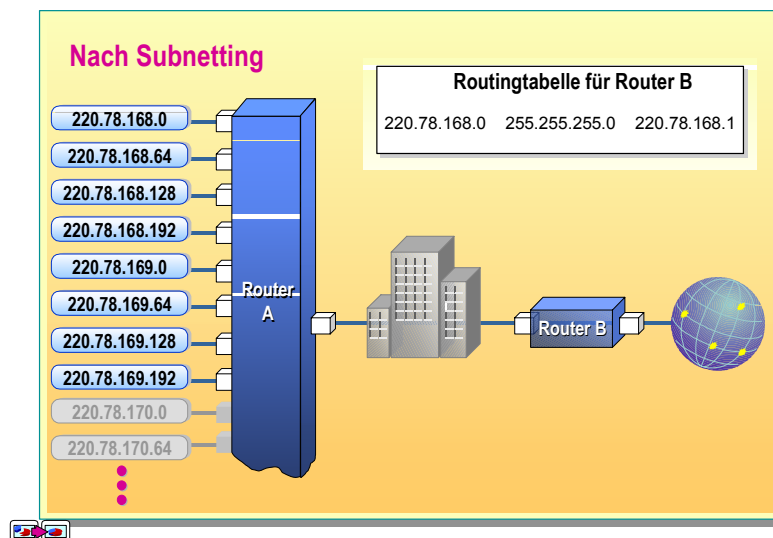 Nach Subnetting
Routingtabelle für Router B
220.78.168.0 255.255.255.0 220.78.168.1
220.78.168.0
220.78.168.64
220.78.168.128
220.78.168.192
220.78.169.0
220.78.169.64
220.78.169.128
220.78.169.192
220.78.170.0
220.78.170.64
Router
A
Router B